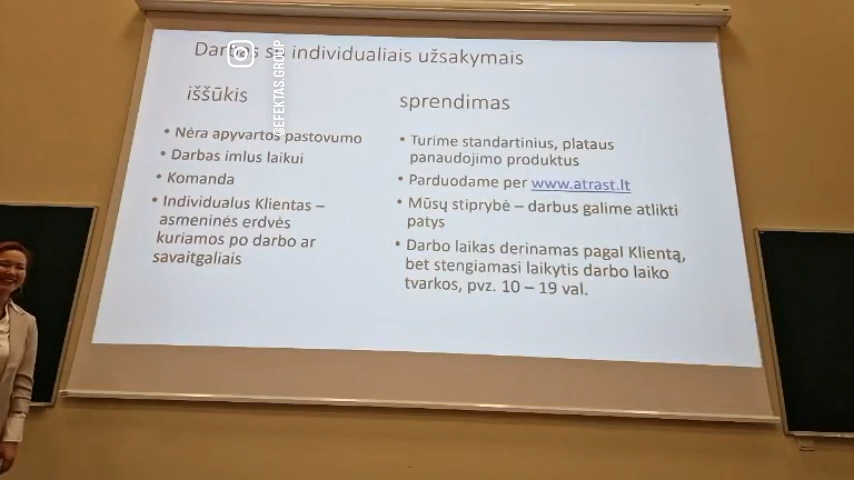 Darbas su individualiais užsakymais
iššūkis
• Nėra apyvartos pastovumo
• Darbas imlus laikui
• Komanda
• Individualus Klientas –
asmeninės erdvės
kuriamos po darbo ar
savaitgaliais
sprendimas
• Turime standartinius, plataus
panaudojimo produktus
• Parduodame per www.atrast.lt
• Mūsų stiprybė – darbus galime atlikti
patys
• Darbo laikas derinamas pagal Klientą,
bet stengiamasi laikytis darbo laiko
tvarkos, pvz. 10 – 19 val.
@EFEKTAS.GROUP